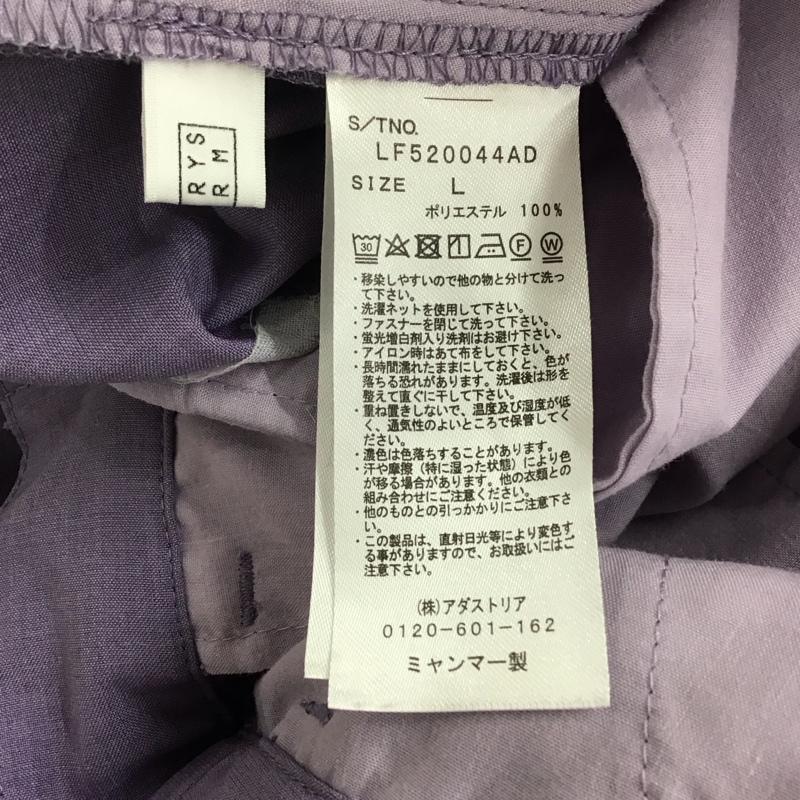 RYS
RM
S/TNO.
LF520044AD
SIZE L
ポリエステル 100%
30 F W
・移染しやすいので他の物と分けて洗っ
て下さい。
・洗濯ネットを使用して下さい。
・ファスナーを閉じて洗って下さい。
・蛍光増白剤入り洗剤はお避け下さい。
・アイロン時はあて布をして下さい。
・長時間濡れたままにしておくと、色が
落ちる恐れがあります。洗濯後は形を
整えて直ぐに干して下さい。
・重ね置きしないで、温度及び湿度が低
く、通気性のよいところで保管してく
ださい。
・濃色は色落ちすることがあります。
・汗や摩擦（特に湿った状態）により色
が移る場合があります。他の衣類との
組み合わせにご注意ください。
・他のものとの引っかかりにご注意下さ
い。
・この製品は、直射日光等により変色す
る事がありますので、お取扱いにはご
注意下さい。
（株）アダストリア
0120-601-162
ミャンマー製